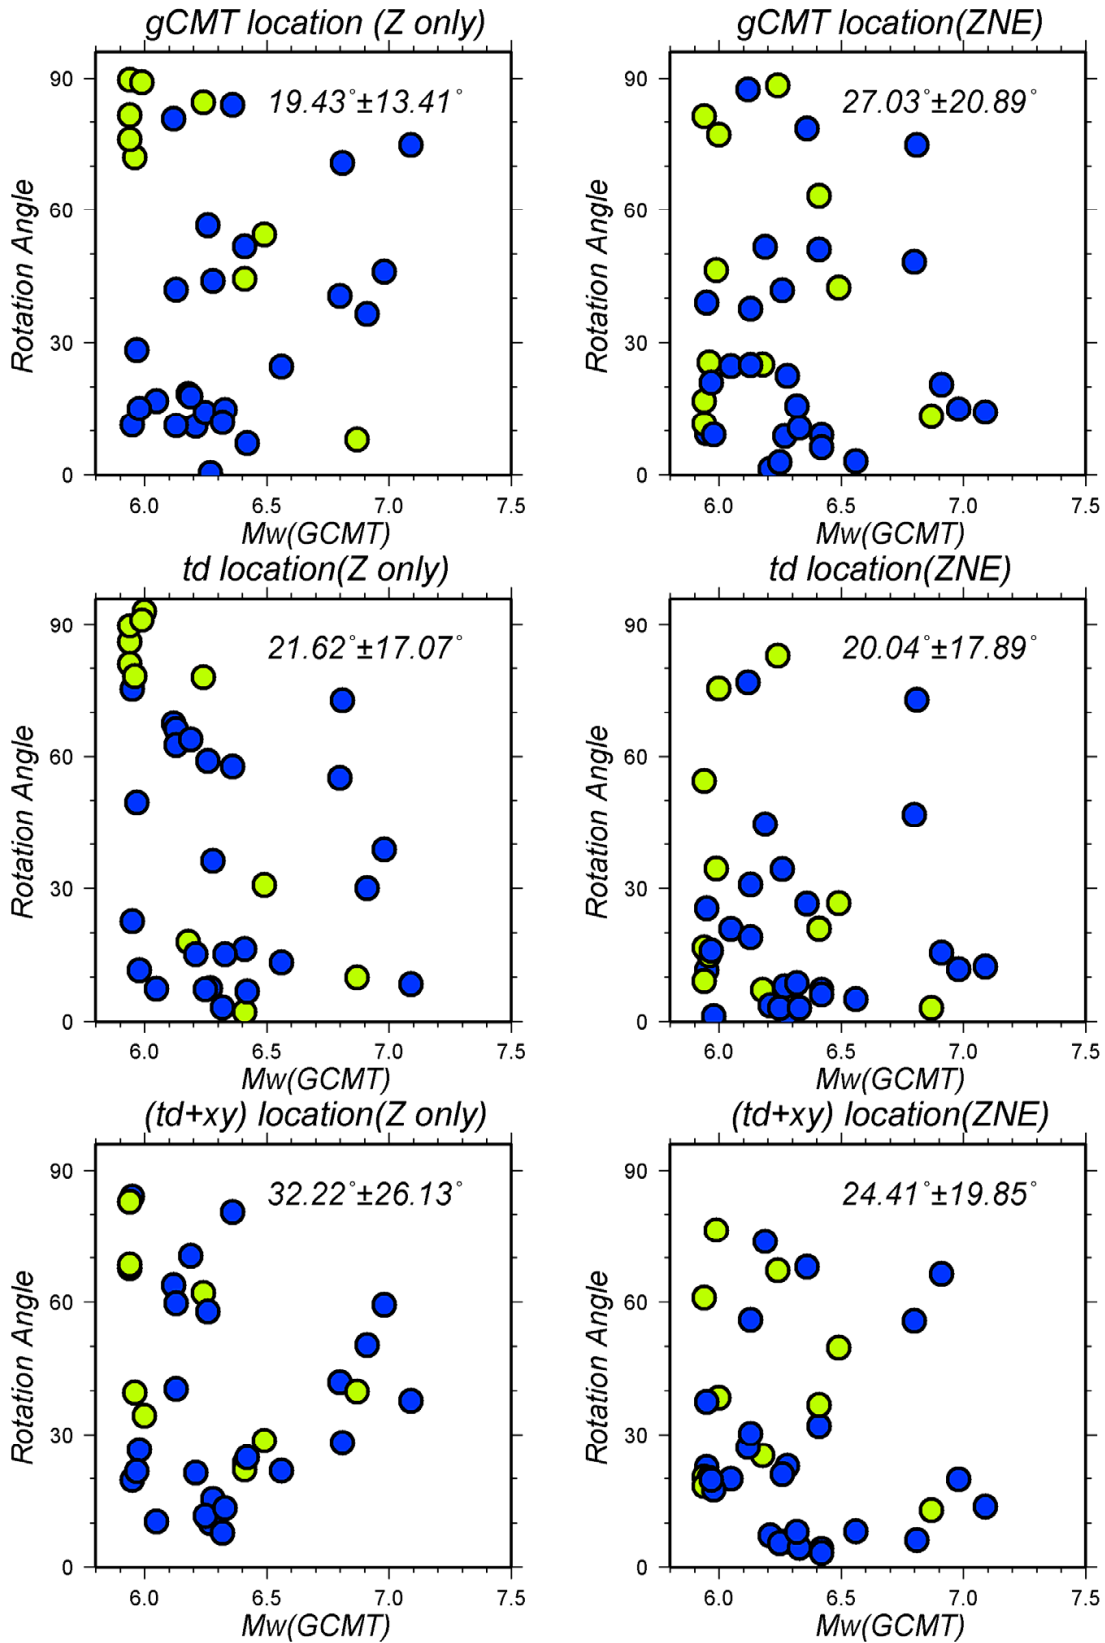 gCMT location (Z only)
19.43°±13.41°
90
60
30
0
Rotation Angle
6.0 6.5 7.0 7.5
Mw(GCMT)
gCMT location(ZNE)
27.03°±20.89°
90
60
30
0
Rotation Angle
6.0 6.5 7.0 7.5
Mw(GCMT)
td location(Z only)
21.62°±17.07°
90
60
30
0
Rotation Angle
6.0 6.5 7.0 7.5
Mw(GCMT)
td location(ZNE)
20.04°±17.89°
90
60
30
0
Rotation Angle
6.0 6.5 7.0 7.5
Mw(GCMT)
(td+xy) location(Z only)
32.22°±26.13°
90
60
30
0
Rotation Angle
6.0 6.5 7.0 7.5
Mw(GCMT)
(td+xy) location(ZNE)
24.41°±19.85°
90
60
30
0
Rotation Angle
6.0 6.5 7.0 7.5
Mw(GCMT)